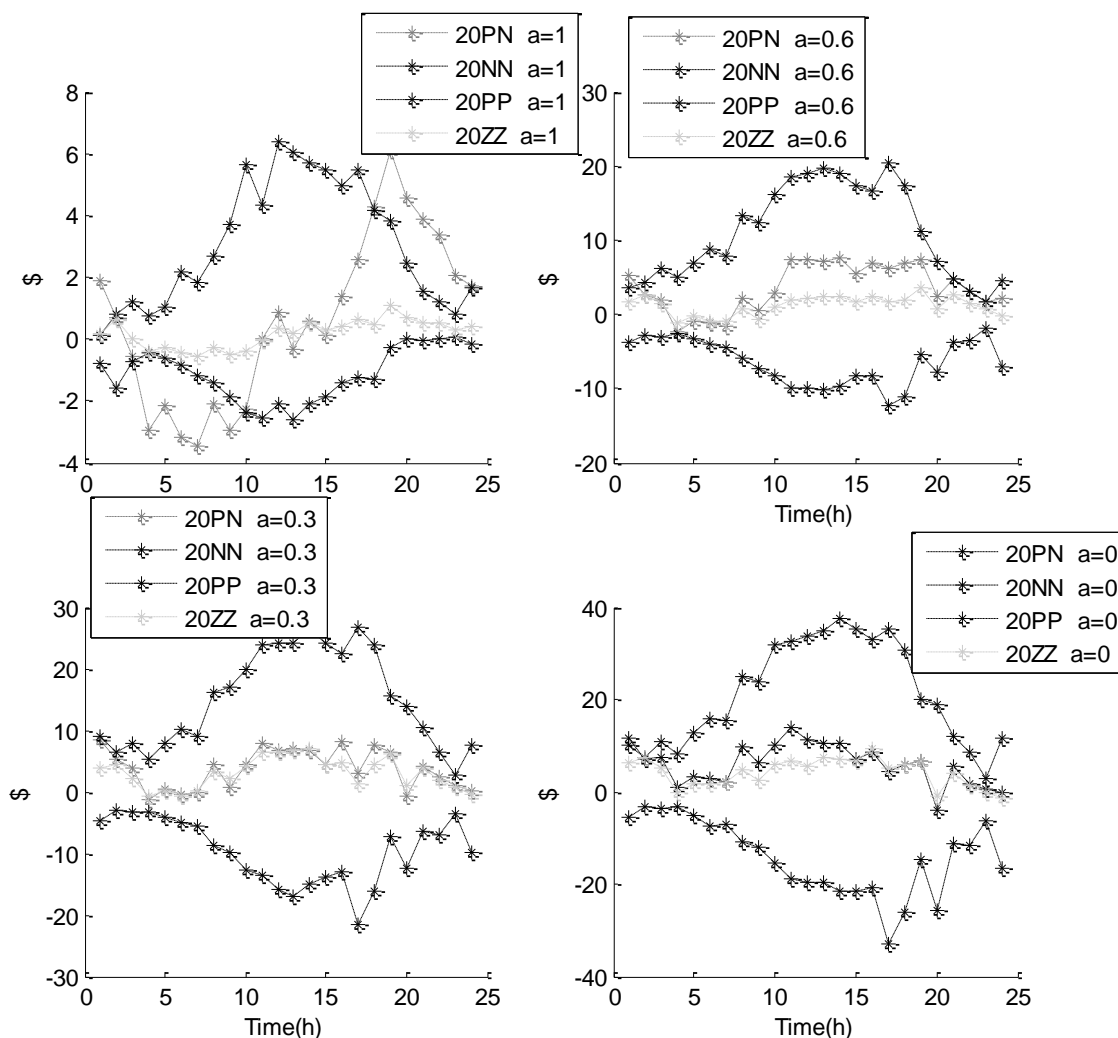 20PN a=1
20NN a=1
20PP a=1
20ZZ a=1
8
6
4
2
0
-2
-4
$
0 5 10 15 20 25
20PN a=0.6
20NN a=0.6
20PP a=0.6
20ZZ a=0.6
30
20
10
0
-10
-20
$
0 5 10 15 20 25
Time(h)
20PN a=0.3
20NN a=0.3
20PP a=0.3
20ZZ a=0.3
30
20
10
0
-10
-20
-30
$
0 5 10 15 20 25
Time(h)
20PN a=0
20NN a=0
20PP a=0
20ZZ a=0
40
20
0
-20
-40
$
0 5 10 15 20 25
Time(h)